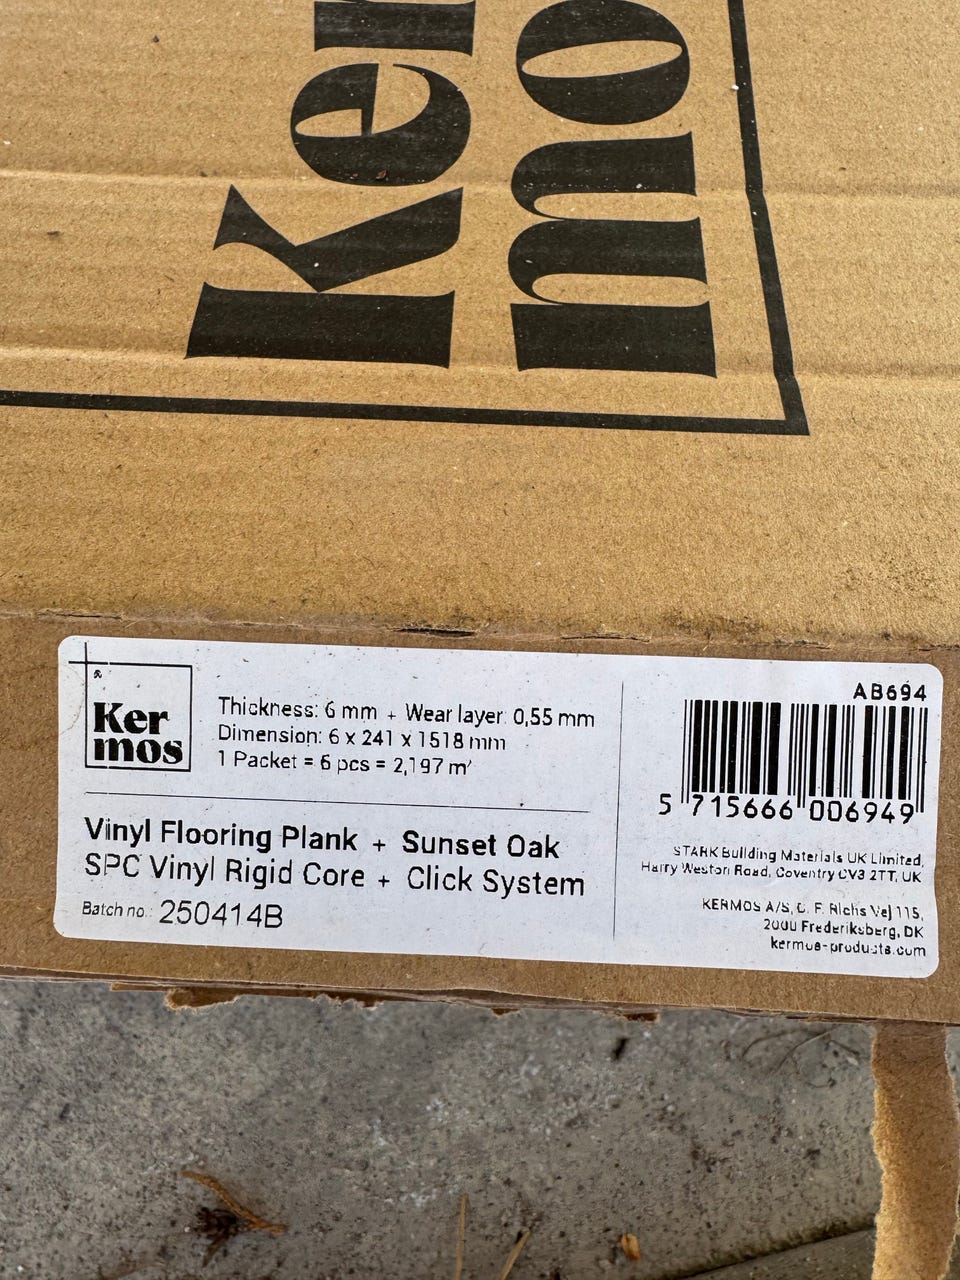 Ker
mo
Ker
mos
Thickness: 6 mm + Wear layer: 0,55 mm
Dimension: 6 x 241 x 1518 mm
1 Packet = 6 pcs = 2,197 m²
Vinyl Flooring Plank + Sunset Oak
SPC Vinyl Rigid Core + Click System
Batch no.: 250414B
AB694
5 715666 006949
STARK Building Materials UK Limited,
Harry Weston Road, Coventry CV3 2TT, UK
KERMOS A/S, C. F. Richs Vej 115,
2000 Frederiksberg, DK
kermos-products.com